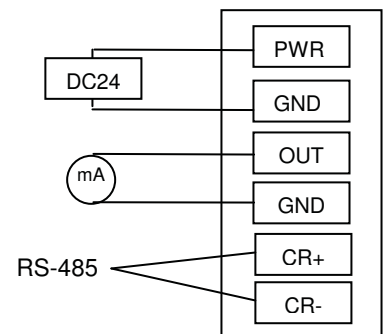 PWR
DC24
GND
OUT
mA
GND
CR+
RS-485
CR-